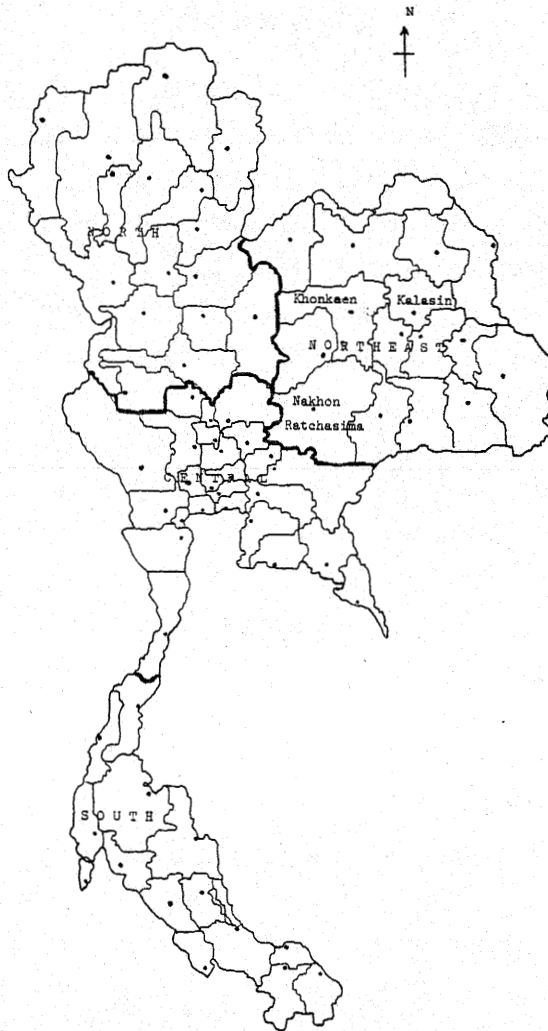 N
NORTH
Khonkaen
Kalasin
NORTHEAST
Nakhon
Ratchasima
CENTRAL
SOUTH